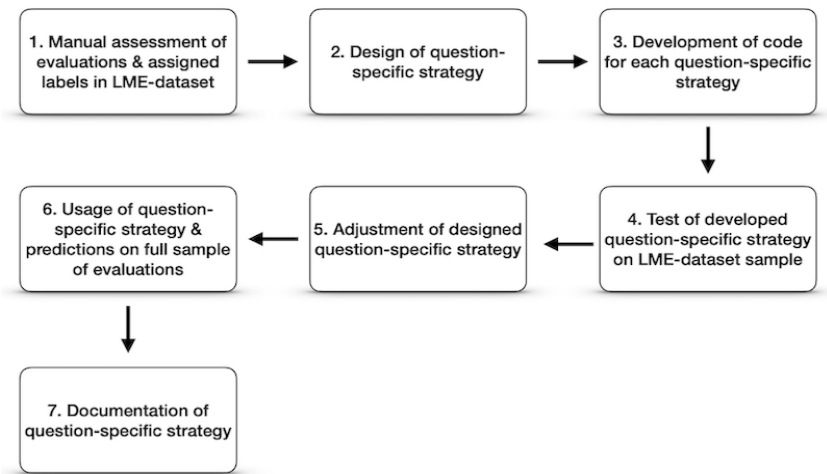 1. Manual assessment of
evaluations & assigned
labels in LME-dataset
2. Design of question-
specific strategy
3. Development of code
for each question-specific
strategy
4. Test of developed
question-specific strategy
on LME-dataset sample
5. Adjustment of designed
question-specific strategy
6. Usage of question-
specific strategy &
predictions on full sample
of evaluations
7. Documentation of
question-specific strategy